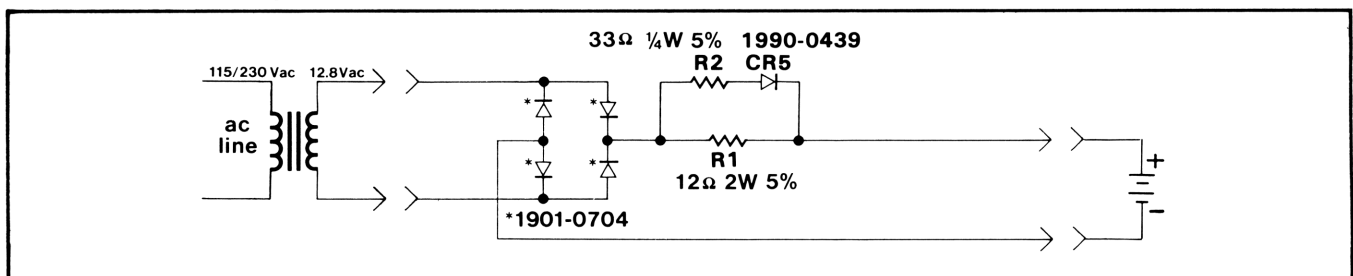 33Ω ¼W 5% 1990-0439
R2 CR5
115/230 Vac 12.8Vac
ac
line
* *
* *
R1
12Ω 2W 5%
*1901-0704
+
−